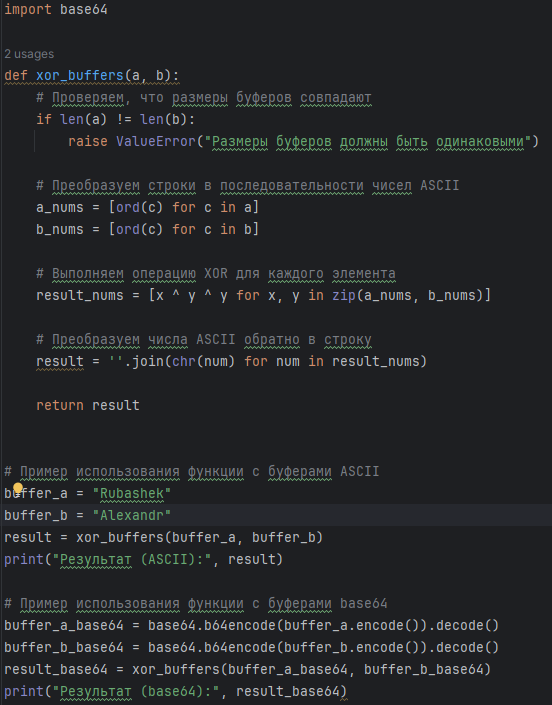 import base64
2 usages
def xor_buffers(a, b):
# Проверяем, что размеры буферов совпадают
if len(a) != len(b):
raise ValueError("Размеры буферов должны быть одинаковыми")
# Преобразуем строки в последовательности чисел ASCII
a_nums = [ord(c) for c in a]
b_nums = [ord(c) for c in b]
# Выполняем операцию XOR для каждого элемента
result_nums = [x ^ y ^ y for x, y in zip(a_nums, b_nums)]
# Преобразуем числа ASCII обратно в строку
result = ''.join(chr(num) for num in result_nums)
return result
# Пример использования функции с буферами ASCII
buffer_a = "Rubashek"
buffer_b = "Alexandr"
result = xor_buffers(buffer_a, buffer_b)
print("Результат (ASCII):", result)
# Пример использования функции с буферами base64
buffer_a_base64 = base64.b64encode(buffer_a.encode()).decode()
buffer_b_base64 = base64.b64encode(buffer_b.encode()).decode()
result_base64 = xor_buffers(buffer_a_base64, buffer_b_base64)
print("Результат (base64):", result_base64)